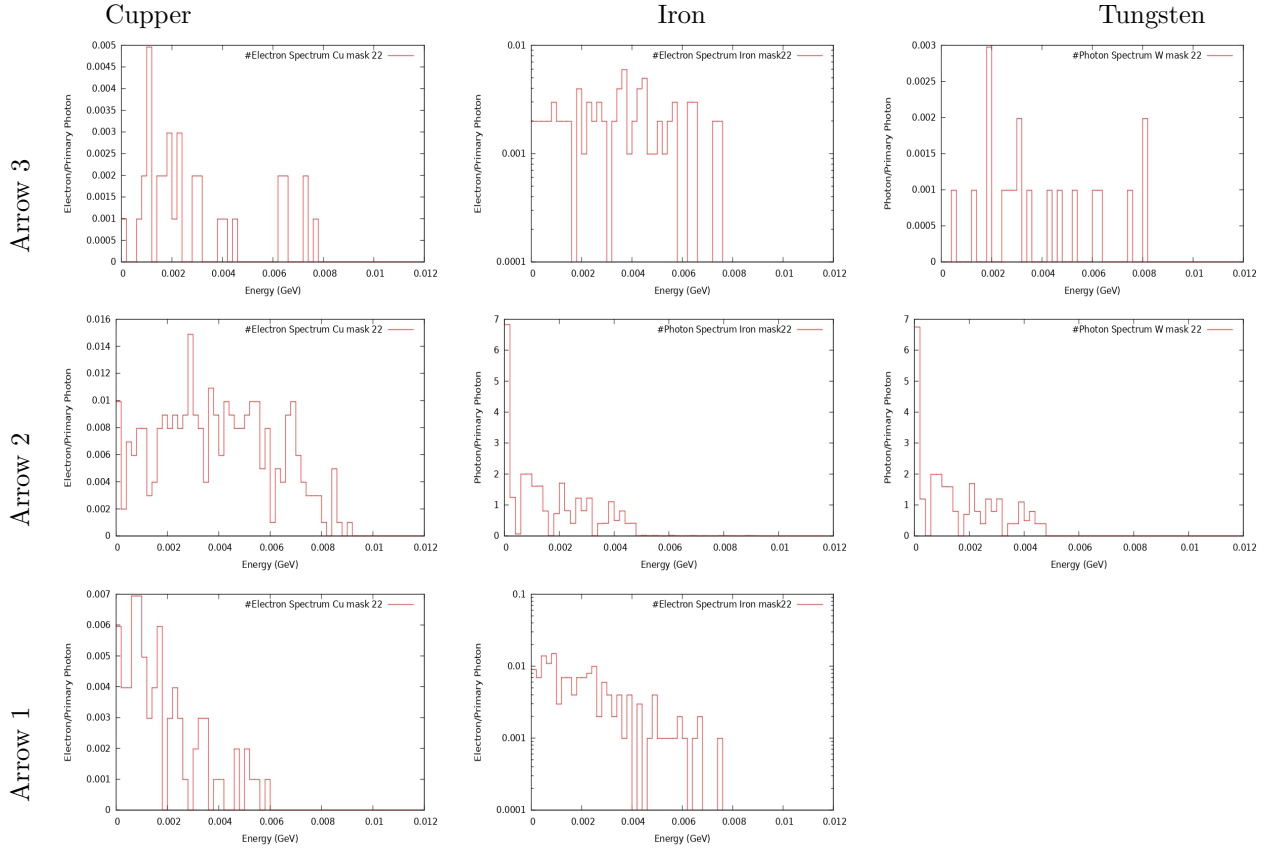 Cupper Iron Tungsten
Arrow 3
#Electron Spectrum Cu mask 22
Electron/Primary Photon
0.005
0.0045
0.004
0.0035
0.003
0.0025
0.002
0.0015
0.001
0.0005
0
0 0.002 0.004 0.006 0.008 0.01 0.012
Energy (GeV)
#Electron Spectrum Iron mask22
Electron/Primary Photon
0.01
0.001
0.0001
0 0.002 0.004 0.006 0.008 0.01 0.012
Energy (GeV)
#Photon Spectrum W mask 22
Photon/Primary Photon
0.003
0.0025
0.002
0.0015
0.001
0.0005
0
0 0.002 0.004 0.006 0.008 0.01 0.012
Energy (GeV)
Arrow 2
#Electron Spectrum Cu mask 22
Electron/Primary Photon
0.016
0.014
0.012
0.01
0.008
0.006
0.004
0.002
0
0 0.002 0.004 0.006 0.008 0.01 0.012
Energy (GeV)
#Photon Spectrum Iron mask22
Photon/Primary Photon
7
6
5
4
3
2
1
0
0 0.002 0.004 0.006 0.008 0.01 0.012
Energy (GeV)
#Photon Spectrum W mask 22
Photon/Primary Photon
7
6
5
4
3
2
1
0
0 0.002 0.004 0.006 0.008 0.01 0.012
Energy (GeV)
Arrow 1
#Electron Spectrum Cu mask 22
Electron/Primary Photon
0.007
0.006
0.005
0.004
0.003
0.002
0.001
0
0 0.002 0.004 0.006 0.008 0.01 0.012
Energy (GeV)
#Electron Spectrum Iron mask22
Electron/Primary Photon
0.1
0.01
0.001
0.0001
0 0.002 0.004 0.006 0.008 0.01 0.012
Energy (GeV)